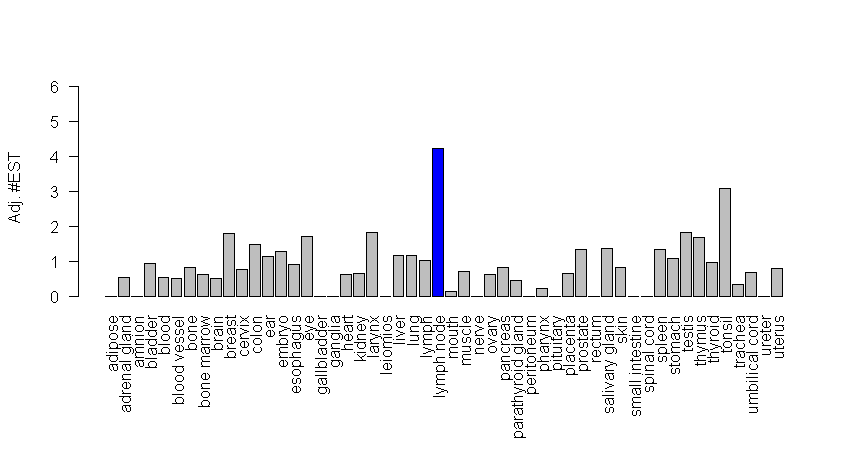 Adj. #EST
6
5
4
3
2
1
0
adipose
adrenal gland
amnion
bladder
blood
blood vessel
bone
bone marrow
brain
breast
cervix
colon
ear
embryo
esophagus
eye
gallbladder
ganglia
heart
kidney
larynx
leiomios
liver
lung
lymph
lymph node
mouth
muscle
nerve
ovary
pancreas
parathyroid gland
peritoneum
pharynx
pituitary
placenta
prostate
rectum
salivary gland
skin
small intestine
spinal cord
spleen
stomach
testis
thymus
thyroid
tonsil
trachea
umbilical cord
ureter
uterus